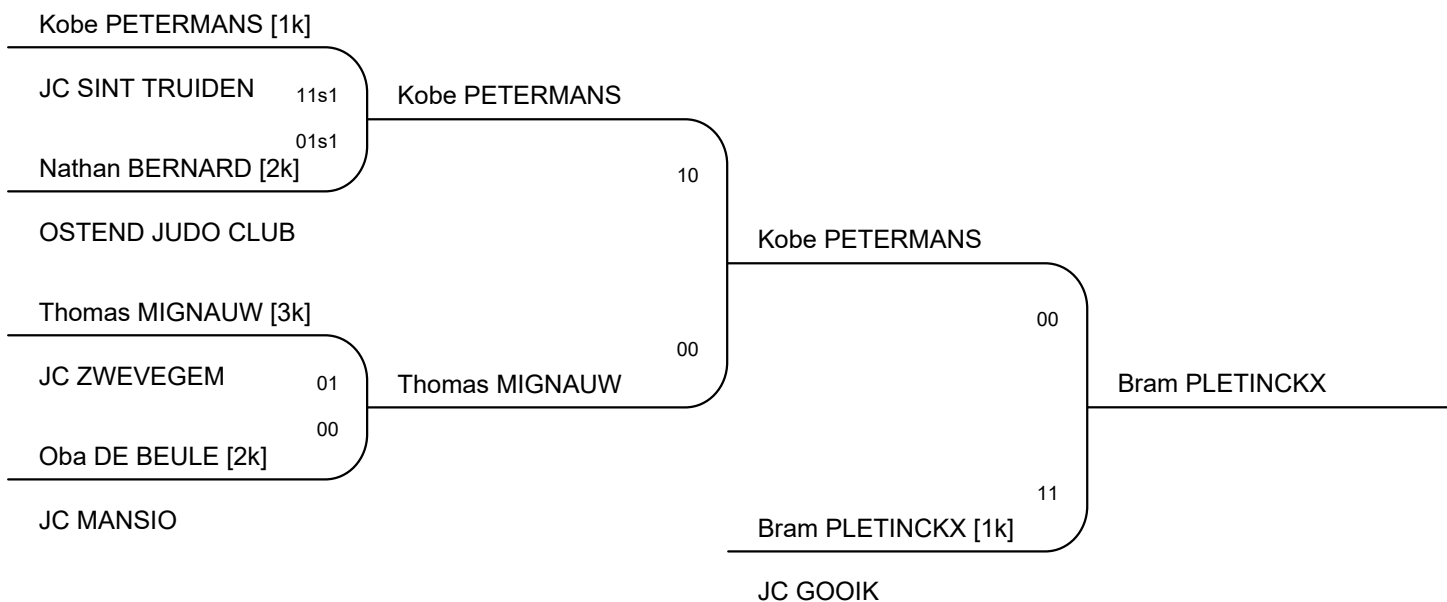 Kobe PETERMANS [1k]
JC SINT TRUIDEN
11s1
Kobe PETERMANS
01s1
Nathan BERNARD [2k]
10
OSTEND JUDO CLUB
Kobe PETERMANS
Thomas MIGNAUW [3k]
00
00
JC ZWEVEGEM
01
Thomas MIGNAUW
Bram PLETINCKX
00
Oba DE BEULE [2k]
11
JC MANSIO
Bram PLETINCKX [1k]
JC GOOIK